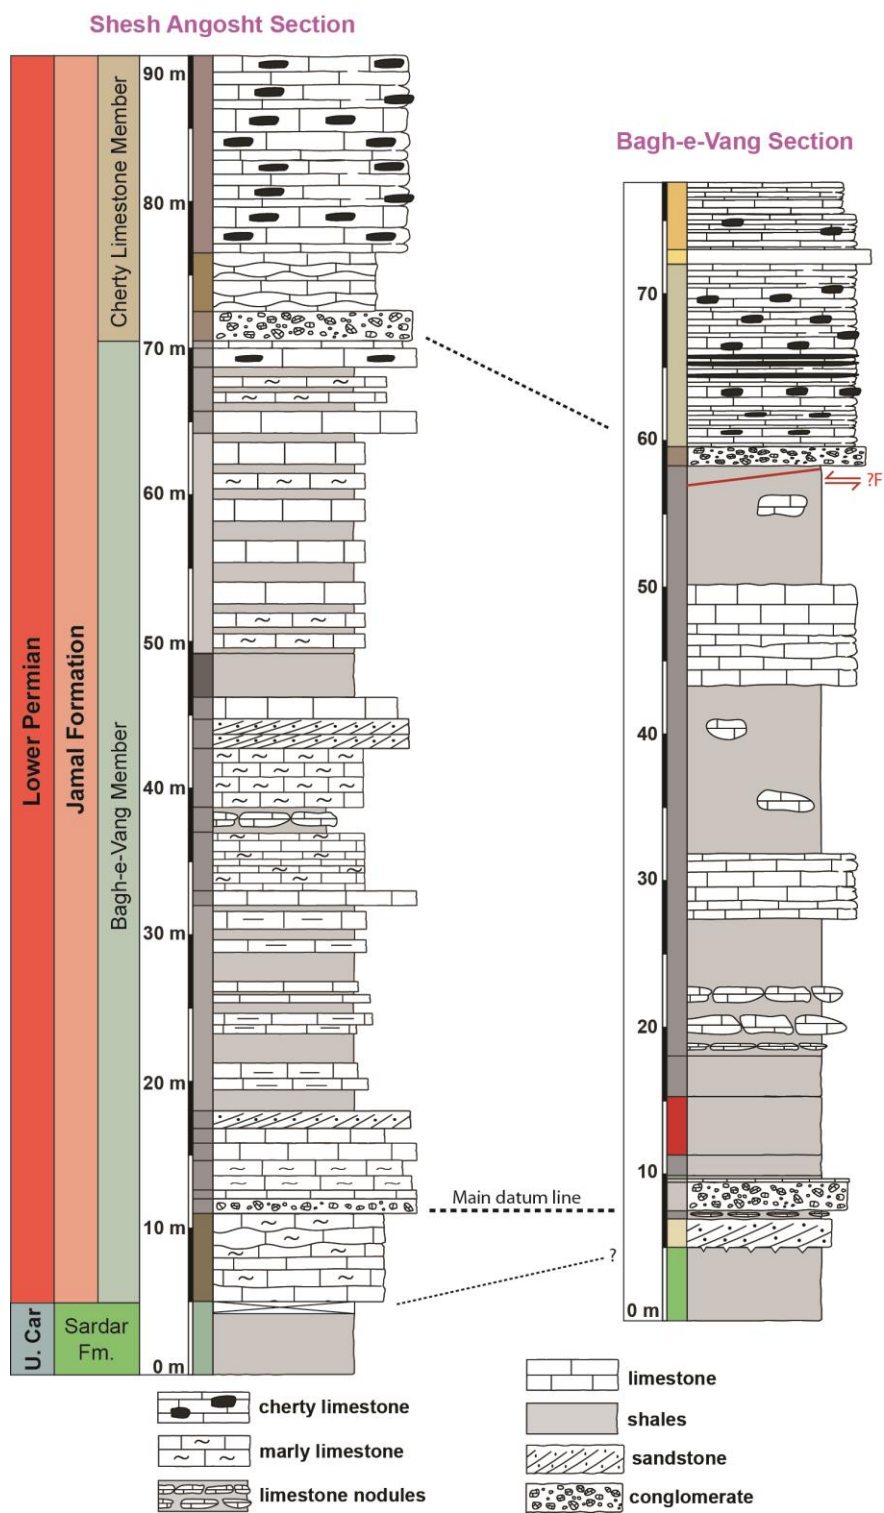 Shesh Angosht Section
Bagh-e-Vang Section
Lower Permian
Jamal Formation
Cherty Limestone Member
Bagh-e-Vang Member
U. Car
Sardar
Fm.
90 m
80 m
70 m
60 m
50 m
40 m
30 m
20 m
10 m
0 m
Main datum line
?
70
60
?F
50
40
30
20
10
0 m
cherty limestone
marly limestone
limestone nodules
limestone
shales
sandstone
conglomerate